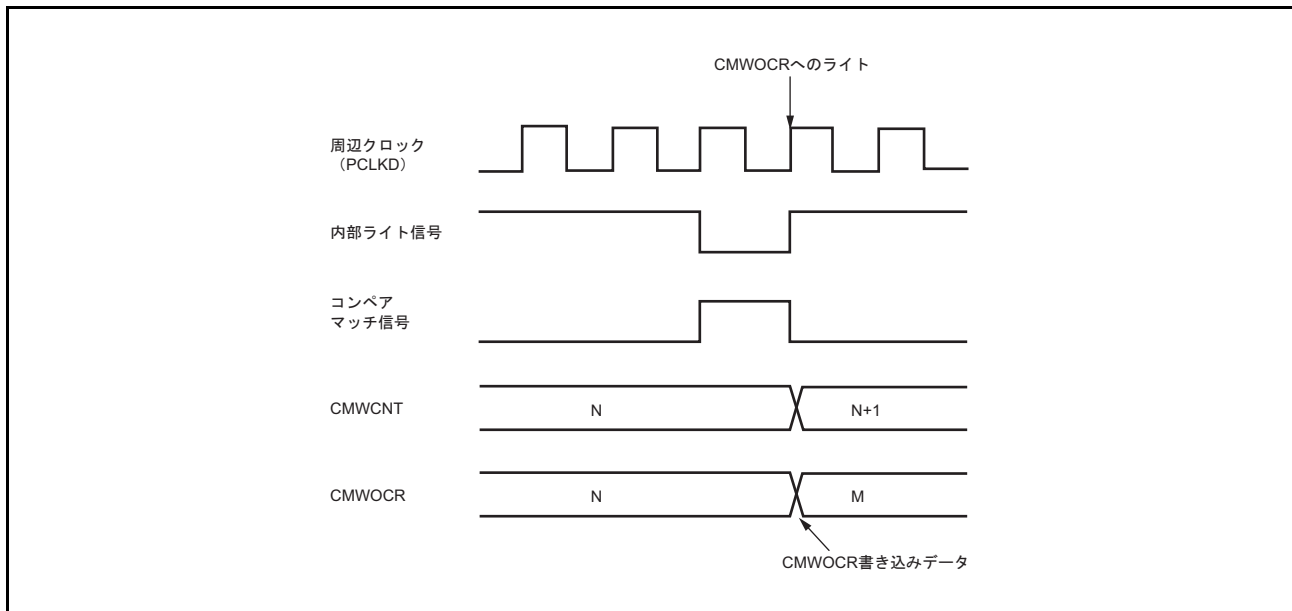 CMWOCRへのライト
周辺クロック
（PCLKD）
内部ライト信号
コンペア
マッチ信号
CMWCNT
N
N+1
CMWOCR
N
M
CMWOCR書き込みデータ